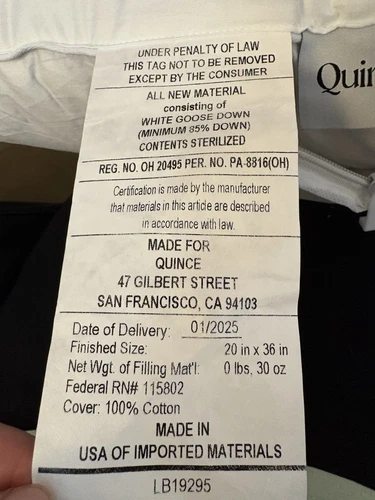 UNDER PENALTY OF LAW
THIS TAG NOT TO BE REMOVED
EXCEPT BY THE CONSUMER
ALL NEW MATERIAL
consisting of
WHITE GOOSE DOWN
(MINIMUM 85% DOWN)
CONTENTS STERILIZED
REG. NO. OH 20495 PER. NO. PA-8816(OH)
Certification is made by the manufacturer
that materials in this article are described
in accordance with law.
MADE FOR
QUINCE
47 GILBERT STREET
SAN FRANCISCO, CA 94103
Date of Delivery: 01/2025
Finished Size: 20 in x 36 in
Net Wgt. of Filling Mat'l: 0 lbs, 30 oz
Federal RN# 115802
Cover: 100% Cotton
MADE IN
USA OF IMPORTED MATERIALS
LB19295
Quin